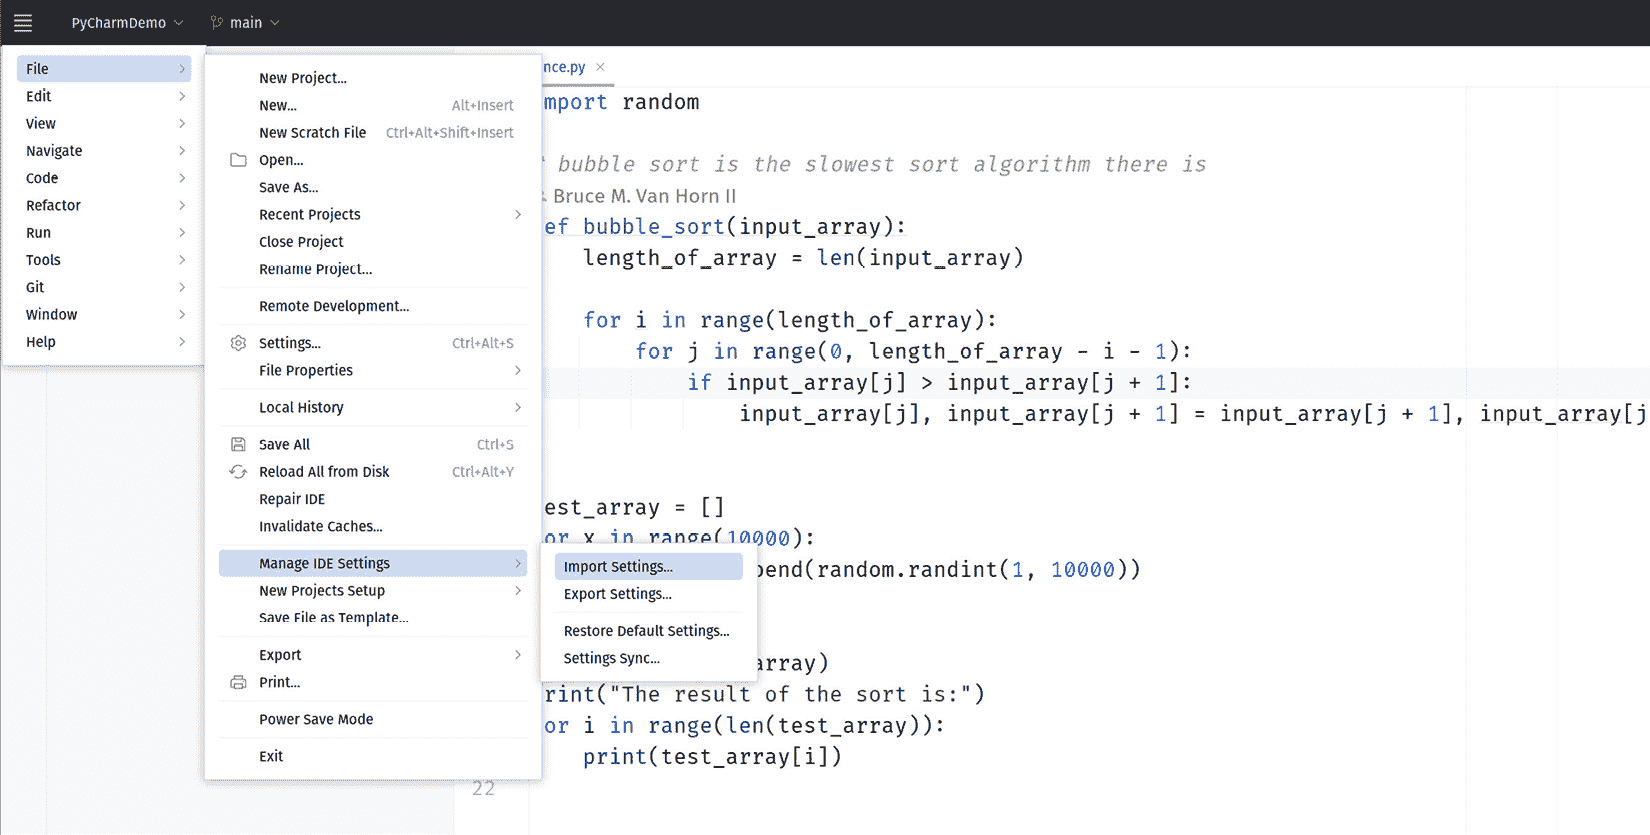 PyCharmDemo main
File
Edit
View
Navigate
Code
Refactor
Run
Tools
Git
Window
Help
New Project...
New... Alt+Insert
New Scratch File Ctrl+Alt+Shift+Insert
Open...
Save As...
Recent Projects
Close Project
Rename Project...
Remote Development...
Settings... Ctrl+Alt+S
File Properties
Local History
Save All Ctrl+S
Reload All from Disk Ctrl+Alt+Y
Repair IDE
Invalidate Caches...
Manage IDE Settings
New Projects Setup
Save File as Template...
Export
Print...
Power Save Mode
Exit
Import Settings...
Export Settings...
Restore Default Settings...
Settings Sync...
nce.py
mport random
bubble sort is the slowest sort algorithm there is
Bruce M. Van Horn II
ef bubble_sort(input_array):
length_of_array = len(input_array)
for i in range(length_of_array):
for j in range(0, length_of_array - i - 1):
if input_array[j] > input_array[j + 1]:
input_array[j], input_array[j + 1] = input_array[j + 1], input_array[j
est_array = []
or x in range(10000):
pend(random.randint(1, 10000))
array)
rint("The result of the sort is:")
or i in range(len(test_array)):
print(test_array[i])
22